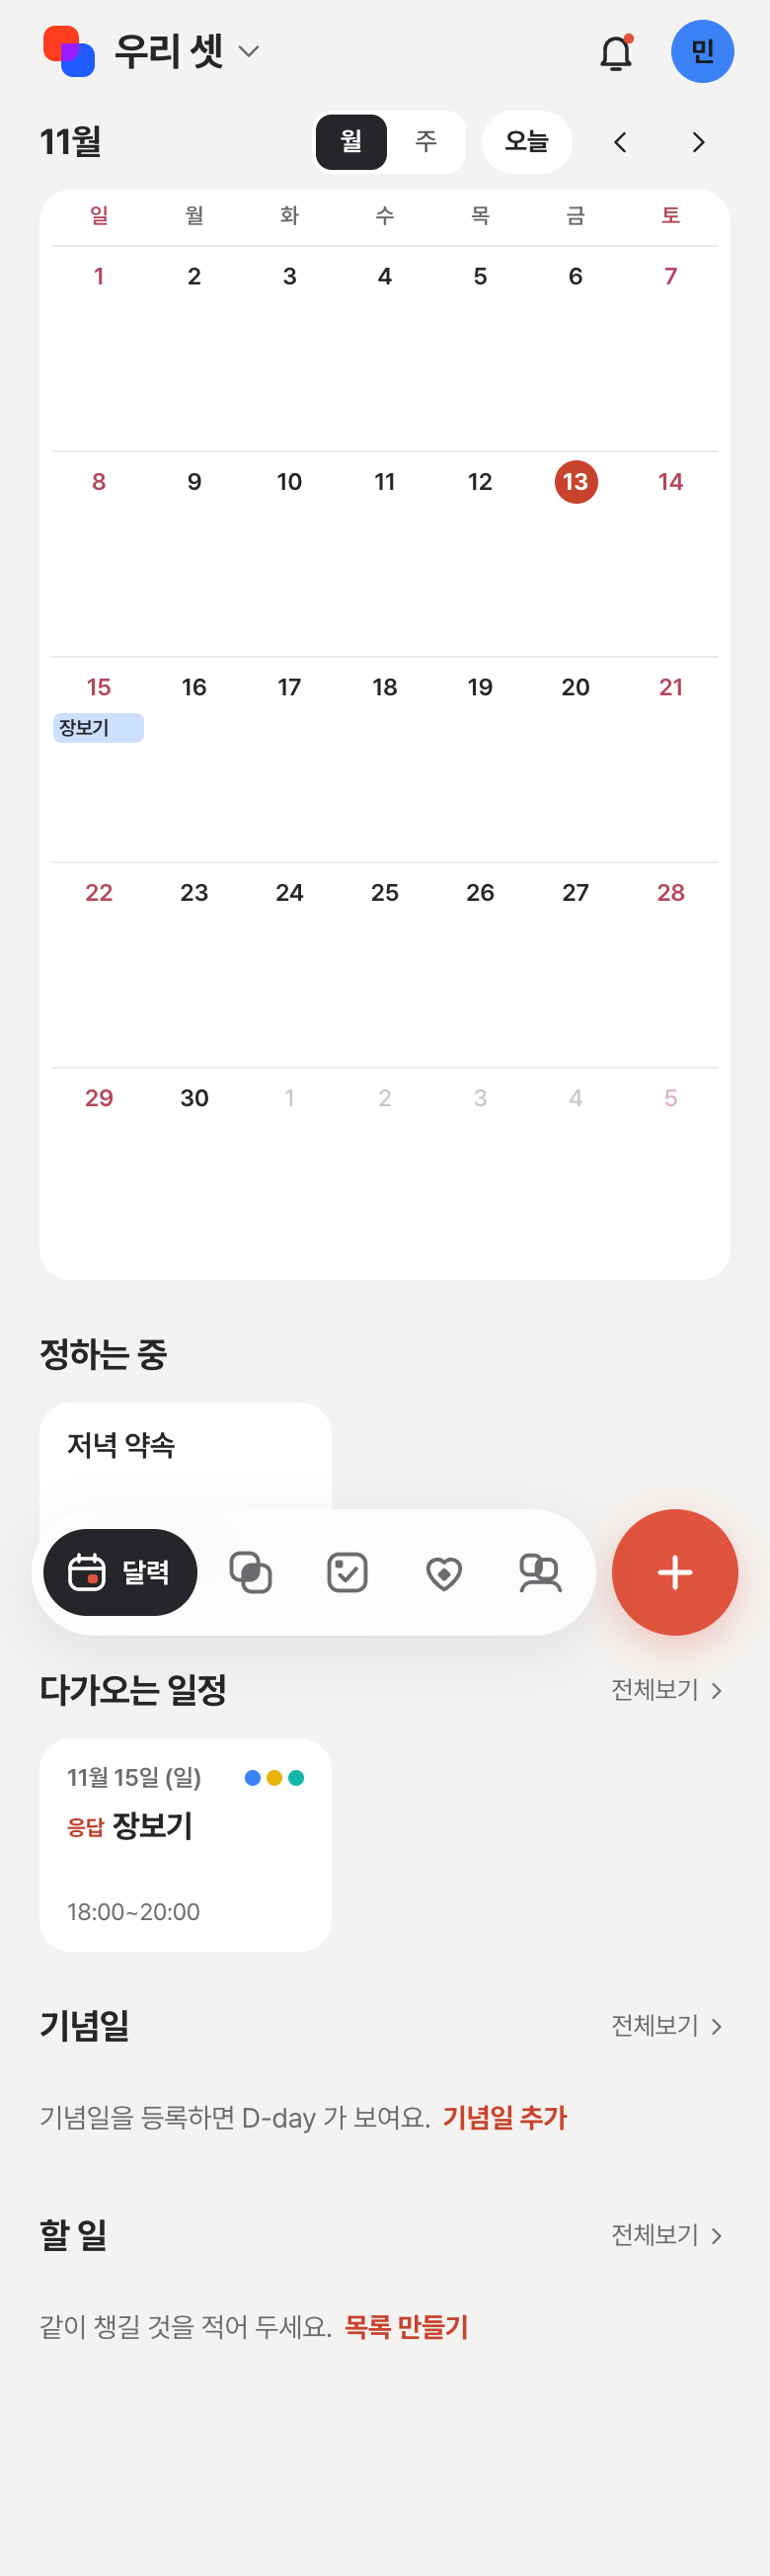 우리 셋
민
11월
월 주 오늘
일 월 화 수 목 금 토
1 2 3 4 5 6 7
8 9 10 11 12 13 14
15 16 17 18 19 20 21
장보기
22 23 24 25 26 27 28
29 30 1 2 3 4 5
정하는 중
저녁 약속
달력
다가오는 일정 전체보기
11월 15일 (일)
응답 장보기
18:00~20:00
기념일 전체보기
기념일을 등록하면 D-day 가 보여요. 기념일 추가
할 일 전체보기
같이 챙길 것을 적어 두세요. 목록 만들기